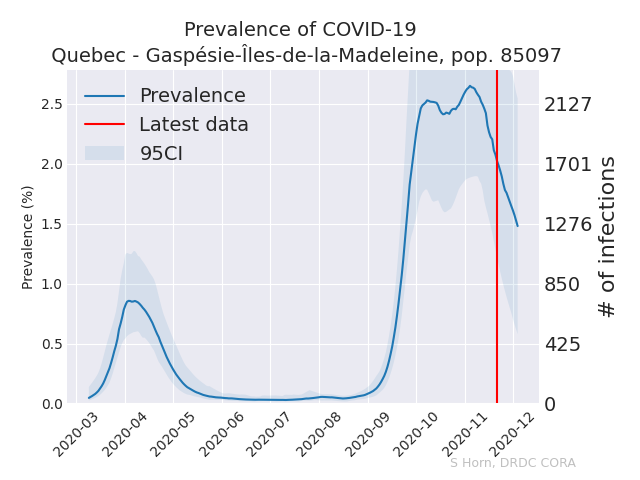 Prevalence of COVID-19
Quebec - Gaspésie-Îles-de-la-Madeleine, pop. 85097
Prevalence
Latest data
95CI
Prevalence (%)
2.5
2.0
1.5
1.0
0.5
0.0
2127
1701
1276
850
425
0
# of infections
2020-03
2020-04
2020-05
2020-06
2020-07
2020-08
2020-09
2020-10
2020-11
2020-12
S Horn, DRDC CORA